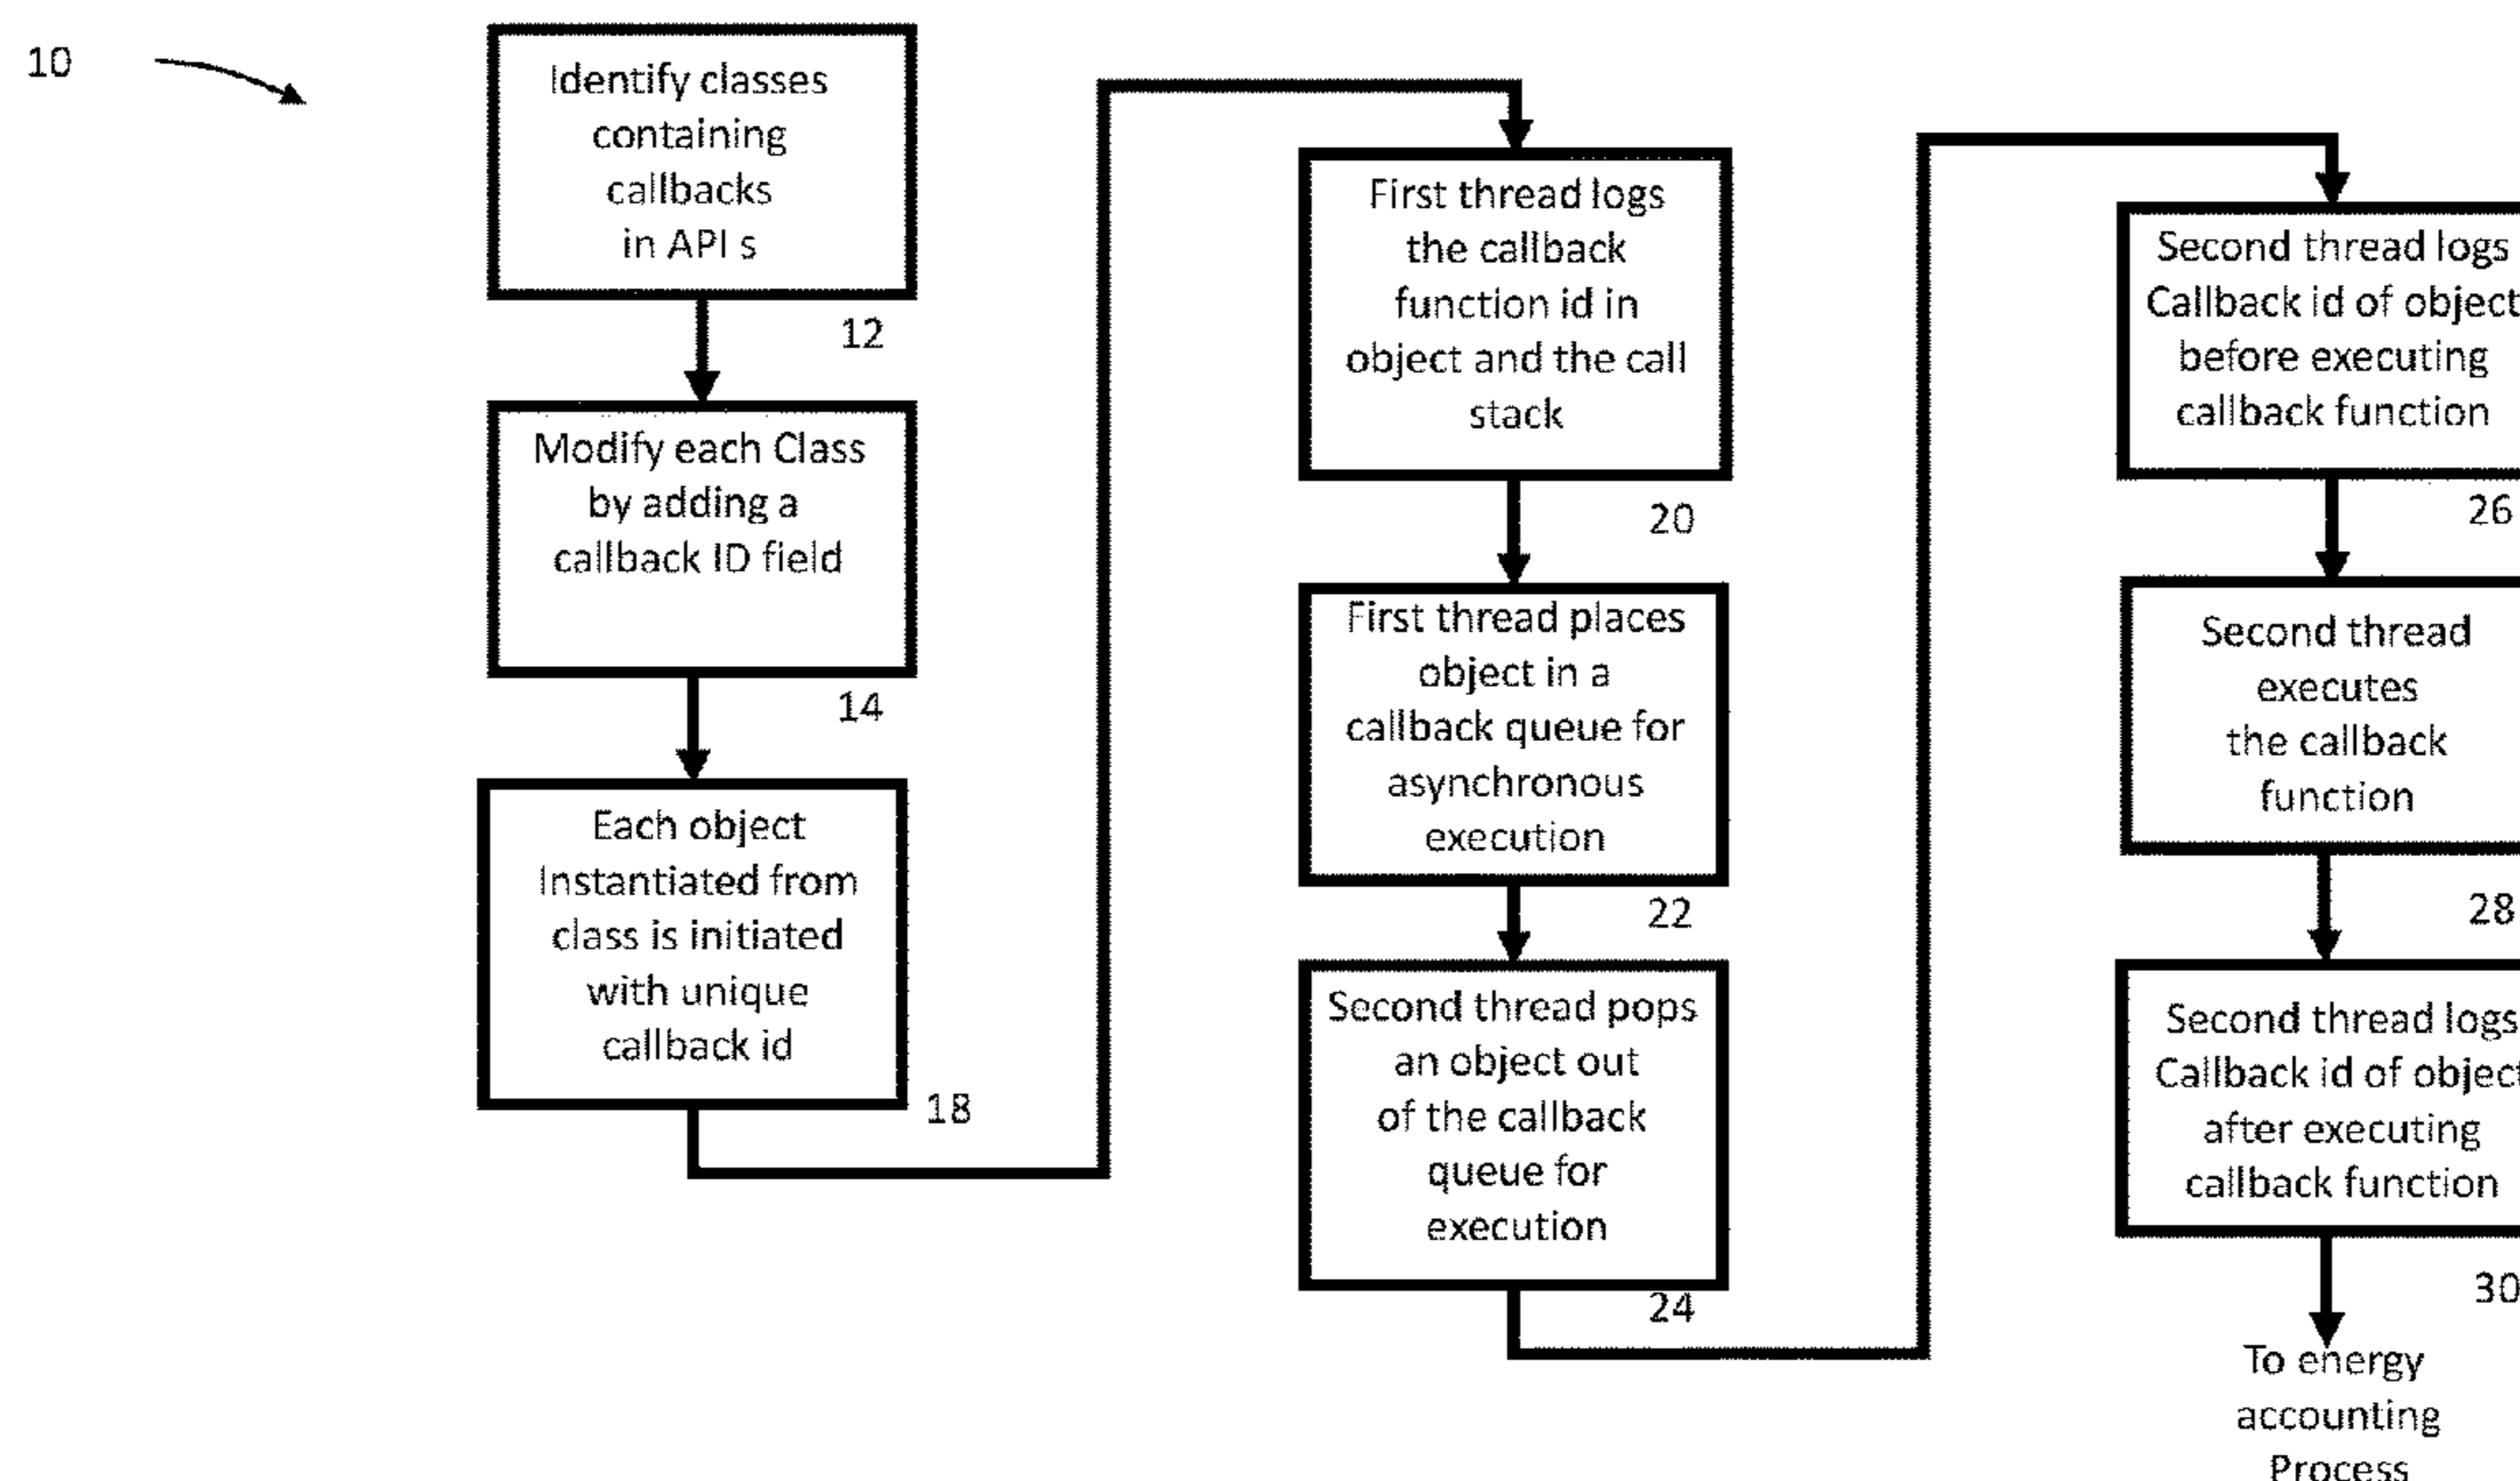 10
Identify classes
containing
callbacks
in API s
12
Modify each Class
by adding a
callback ID field
14
Each object
Instantiated from
class is initiated
with unique
callback id
18
First thread logs
the callback
function id in
object and the call
stack
20
First thread places
object in a
callback queue for
asynchronous
execution
22
Second thread pops
an object out
of the callback
queue for
execution
24
Second thread logs
Callback id of object
before executing
callback function
26
Second thread
executes
the callback
function
28
Second thread logs
Callback id of object
after executing
callback function
30
To energy
accounting
Process